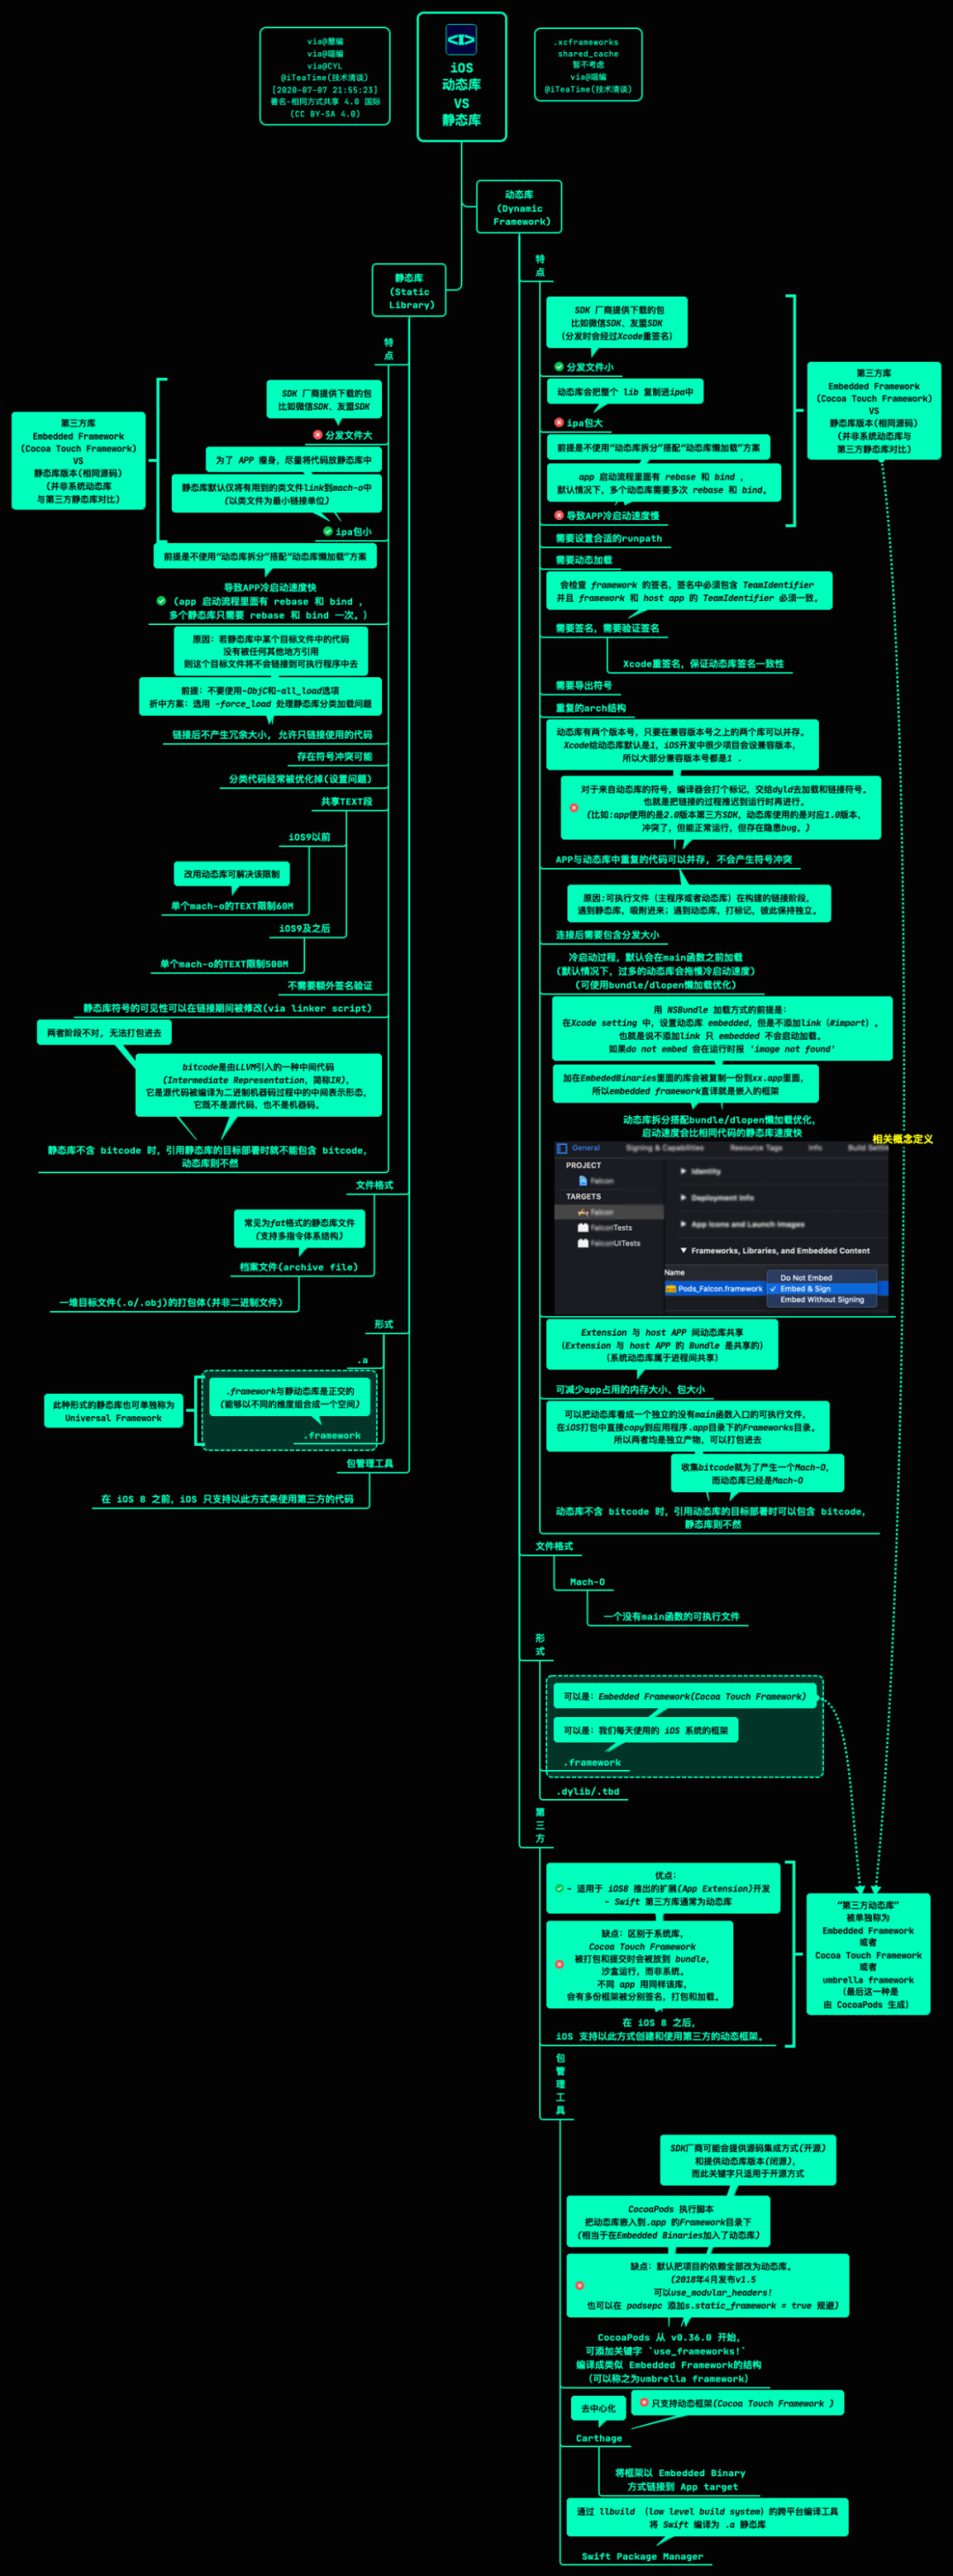 via@慧编
via@喵编
via@CYL
@iTeaTime(技术清谈)
[2020-07-07 21:55:23]
署名-相同方式共享 4.0 国际
(CC BY-SA 4.0)
iOS
动态库
VS
静态库
.xcframeworks
shared_cache
暂不考虑
via@喵编
@iTeaTime(技术清谈)
静态库
(Static
Library)
特
点
第三方库
Embedded Framework
(Cocoa Touch Framework)
VS
静态库版本(相同源码)
(并非系统动态库
与第三方静态库对比)
SDK 厂商提供下载的包
比如微信SDK、友盟SDK
分发文件大
为了 APP 瘦身，尽量将代码放静态库中
静态库默认仅将有用到的类文件link到mach-o中
(以类文件为最小链接单位)
ipa包小
前提是不使用“动态库拆分”搭配“动态库懒加载”方案
导致APP冷启动速度快
(app 启动流程里面有 rebase 和 bind ，
多个静态库只需要 rebase 和 bind 一次。)
原因：若静态库中某个目标文件中的代码
没有被任何其他地方引用
则这个目标文件将不会链接到可执行程序中去
前提：不要使用-ObjC和-all_load选项
折中方案：选用 -force_load 处理静态库分类加载问题
链接后不产生冗余大小, 允许只链接使用的代码
存在符号冲突可能
分类代码经常被优化掉(设置问题)
共享TEXT段
iOS9以前
改用动态库可解决该限制
单个mach-o的TEXT限制60M
iOS9及之后
单个mach-o的TEXT限制500M
不需要额外签名验证
静态库符号的可见性可以在链接期间被修改(via linker script)
两者阶段不对, 无法打包进去
bitcode是由LLVM引入的一种中间代码
(Intermediate Representation，简称IR)，
它是源代码被编译为二进制机器码过程中的中间表示形态，
它既不是源代码，也不是机器码。
静态库不含 bitcode 时，引用静态库的目标部署时就不能包含 bitcode，
动态库则不然
文件格式
常见为fat格式的静态库文件
(支持多指令体系结构)
档案文件(archive file)
一堆目标文件(.o/.obj)的打包体(并非二进制文件)
形式
.a
此种形式的静态库也可单独称为
Universal Framework
.framework与静动态库是正交的
(能够以不同的维度组合成一个空间)
.framework
包管理工具
在 iOS 8 之前，iOS 只支持以此方式来使用第三方的代码
动态库
(Dynamic
Framework)
特
点
SDK 厂商提供下载的包
比如微信SDK、友盟SDK
(分发时会经过Xcode重签名)
分发文件小
动态库会把整个 lib 复制进ipa中
ipa包大
前提是不使用“动态库拆分”搭配“动态库懒加载”方案
app 启动流程里面有 rebase 和 bind ，
默认情况下，多个动态库需要多次 rebase 和 bind。
导致APP冷启动速度慢
第三方库
Embedded Framework
(Cocoa Touch Framework)
VS
静态库版本(相同源码)
(并非系统动态库与
第三方静态库对比)
需要设置合适的runpath
需要动态加载
会检查 framework 的签名，签名中必须包含 TeamIdentifier
并且 framework 和 host app 的 TeamIdentifier 必须一致。
需要签名，需要验证签名
Xcode重签名，保证动态库签名一致性
需要导出符号
重复的arch结构
动态库有两个版本号，只要在兼容版本号之上的两个库可以并存。
Xcode给动态库默认是1，iOS开发中很少项目会设兼容版本，
所以大部分兼容版本号都是1 .
对于来自动态库的符号，编译器会打个标记，交给dyld去加载和链接符号。
也就是把链接的过程推迟到运行时再进行。
(比如:app使用的是2.0版本第三方SDK，动态库使用的是对应1.0版本，
冲突了，但能正常运行，但存在隐患bug。)
APP与动态库中重复的代码可以并存, 不会产生符号冲突
原因:可执行文件（主程序或者动态库）在构建的链接阶段，
遇到静态库，吸附进来；遇到动态库，打标记，彼此保持独立。
连接后需要包含分发大小
冷启动过程，默认会在main函数之前加载
(默认情况下，过多的动态库会拖慢冷启动速度)
(可使用bundle/dlopen懒加载优化)
用 NSBundle 加载方式的前提是：
在Xcode setting 中，设置动态库 embedded，但是不添加link（#import）。
也就是说不添加link 只 embedded 不会启动加载。
如果do not embed 会在运行时报 'image not found'
加在EmbededBinaries里面的库会被复制一份到xx.app里面，
所以embedded framework直译就是嵌入的框架
动态库拆分搭配bundle/dlopen懒加载优化，
启动速度会比相同代码的静态库速度快
相关概念定义
General
Signing & Capabilities
Resource Tags
Info
Build Settin
PROJECT
Falcon
TARGETS
Falcon
FalconTests
FalconUITests
Identity
Deployment Info
App Icons and Launch Images
Frameworks, Libraries, and Embedded Content
Name
Pods_Falcon.framework
Do Not Embed
Embed & Sign
Embed Without Signing
Extension 与 host APP 间动态库共享
（Extension 与 host APP 的 Bundle 是共享的）
(系统动态库属于进程间共享)
可减少app占用的内存大小、包大小
可以把动态库看成一个独立的没有main函数入口的可执行文件，
在iOS打包中直接copy到应用程序.app目录下的Frameworks目录。
所以两者均是独立产物，可以打包进去
收集bitcode就为了产生一个Mach-O，
而动态库已经是Mach-O
动态库不含 bitcode 时，引用动态库的目标部署时可以包含 bitcode，
静态库则不然
文件格式
Mach-O
一个没有main函数的可执行文件
形
式
可以是：Embedded Framework(Cocoa Touch Framework)
可以是：我们每天使用的 iOS 系统的框架
.framework
.dylib/.tbd
第
三
方
优点：
- 适用于 iOS8 推出的扩展(App Extension)开发
- Swift 第三方库通常为动态库
缺点：区别于系统库，
Cocoa Touch Framework
被打包和提交时会被放到 bundle，
沙盒运行，而非系统。
不同 app 用同样该库，
会有多份框架被分别签名，打包和加载。
在 iOS 8 之后，
iOS 支持以此方式创建和使用第三方的动态框架。
“第三方动态库”
被单独称为
Embedded Framework
或者
Cocoa Touch Framework
或者
umbrella framework
(最后这一种是
由 CocoaPods 生成)
包
管
理
工
具
SDK厂商可能会提供源码集成方式(开源)
和提供动态库版本(闭源)，
而此关键字只适用于开源方式
CocoaPods 执行脚本
把动态库嵌入到.app 的Framework目录下
(相当于在Embedded Binaries加入了动态库)
缺点：默认把项目的依赖全部改为动态库。
(2018年4月发布v1.5
可以use_modular_headers!
也可以在 podsepc 添加s.static_framework = true 规避)
CocoaPods 从 v0.36.0 开始，
可添加关键字 `use_frameworks!`
编译成类似 Embedded Framework的结构
(可以称之为umbrella framework)
去中心化
只支持动态框架(Cocoa Touch Framework )
Carthage
将框架以 Embedded Binary
方式链接到 App target
通过 llbuild （low level build system）的跨平台编译工具
将 Swift 编译为 .a 静态库
Swift Package Manager